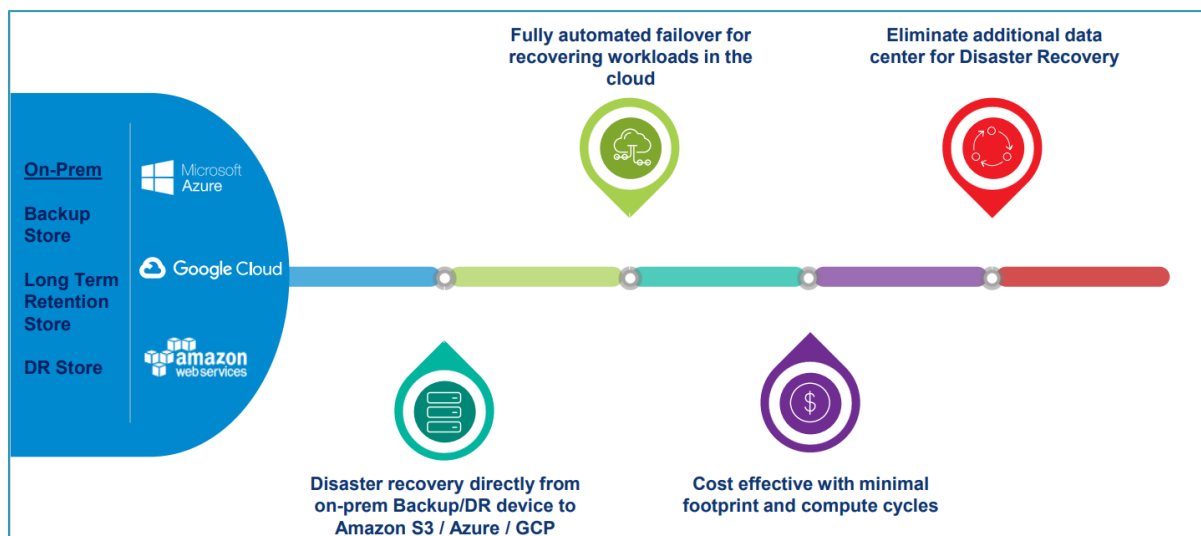 Fully automated failover for
recovering workloads in the
cloud
Eliminate additional data
center for Disaster Recovery
On-Prem
Backup
Store
Long Term
Retention
Store
DR Store
Microsoft
Azure
Google Cloud
amazon
webservices
$
Disaster recovery directly from
on-prem Backup/DR device to
Amazon S3 / Azure / GCP
Cost effective with minimal
footprint and compute cycles